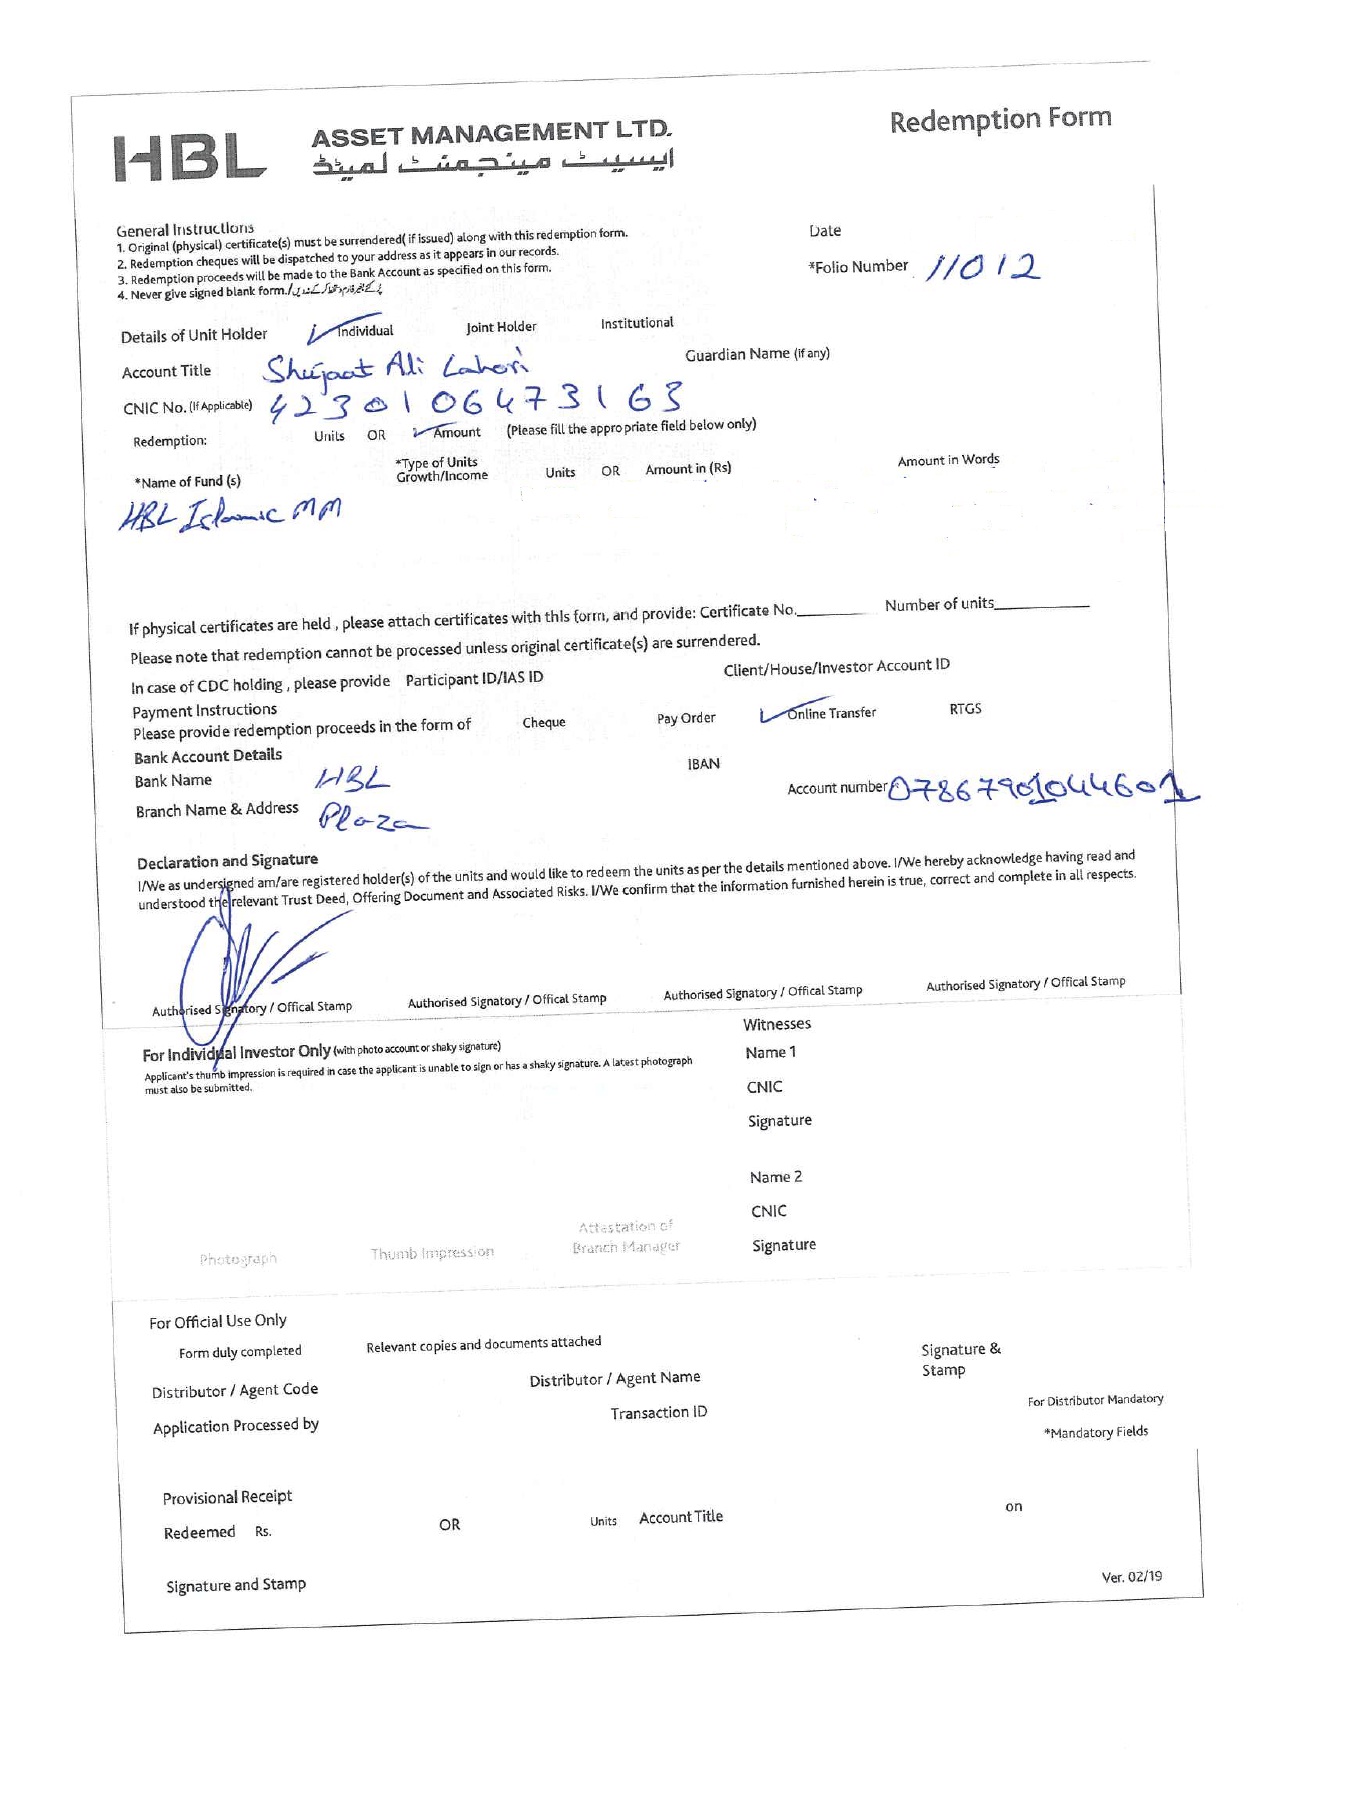 Redemption Form
HBL ASSET MANAGEMENT LTD.
ایسیٹ مینجمنٹ لمیٹڈ
General Instructions
1. Original (physical) certificate(s) must be surrendered( if issued) along with this redemption form.
2. Redemption cheques will be dispatched to your address as it appears in our records.
3. Redemption proceeds will be made to the Bank Account as specified on this form.
4. Never give signed blank form./
Date
*Folio Number 11012
Details of Unit Holder Individual Joint Holder Institutional
Account Title Shujaat Ali Lahori Guardian Name (if any)
CNIC No. (If Applicable) 4230106473163
Redemption: Units OR Amount (Please fill the appropriate field below only)
*Name of Fund (s) *Type of Units Growth/Income Units OR Amount in (Rs) Amount in Words
HBL Islamic MM
If physical certificates are held , please attach certificates with this form, and provide: Certificate No. Number of units
Please note that redemption cannot be processed unless original certificate(s) are surrendered.
In case of CDC holding , please provide Participant ID/IAS ID Client/House/Investor Account ID
Payment Instructions
Please provide redemption proceeds in the form of Cheque Pay Order Online Transfer RTGS
Bank Account Details
Bank Name HBL IBAN
Branch Name & Address Plaza Account number 07867901044601
Declaration and Signature
I/We as undersigned am/are registered holder(s) of the units and would like to redeem the units as per the details mentioned above. I/We hereby acknowledge having read and
understood the relevant Trust Deed, Offering Document and Associated Risks. I/We confirm that the information furnished herein is true, correct and complete in all respects.
Authorised Signatory / Offical Stamp Authorised Signatory / Offical Stamp Authorised Signatory / Offical Stamp Authorised Signatory / Offical Stamp
For Individual Investor Only (with photo account or shaky signature)
Applicant's thumb impression is required in case the applicant is unable to sign or has a shaky signature. A latest photograph
must also be submitted.
Witnesses
Name 1
CNIC
Signature
Name 2
CNIC
Signature
Photograph Thumb Impression Attestation of Branch Manager
For Official Use Only
Form duly completed Relevant copies and documents attached Signature & Stamp
Distributor / Agent Code Distributor / Agent Name
For Distributor Mandatory
Application Processed by Transaction ID
*Mandatory Fields
Provisional Receipt
Redeemed Rs. OR Units Account Title on
Signature and Stamp
Ver. 02/19